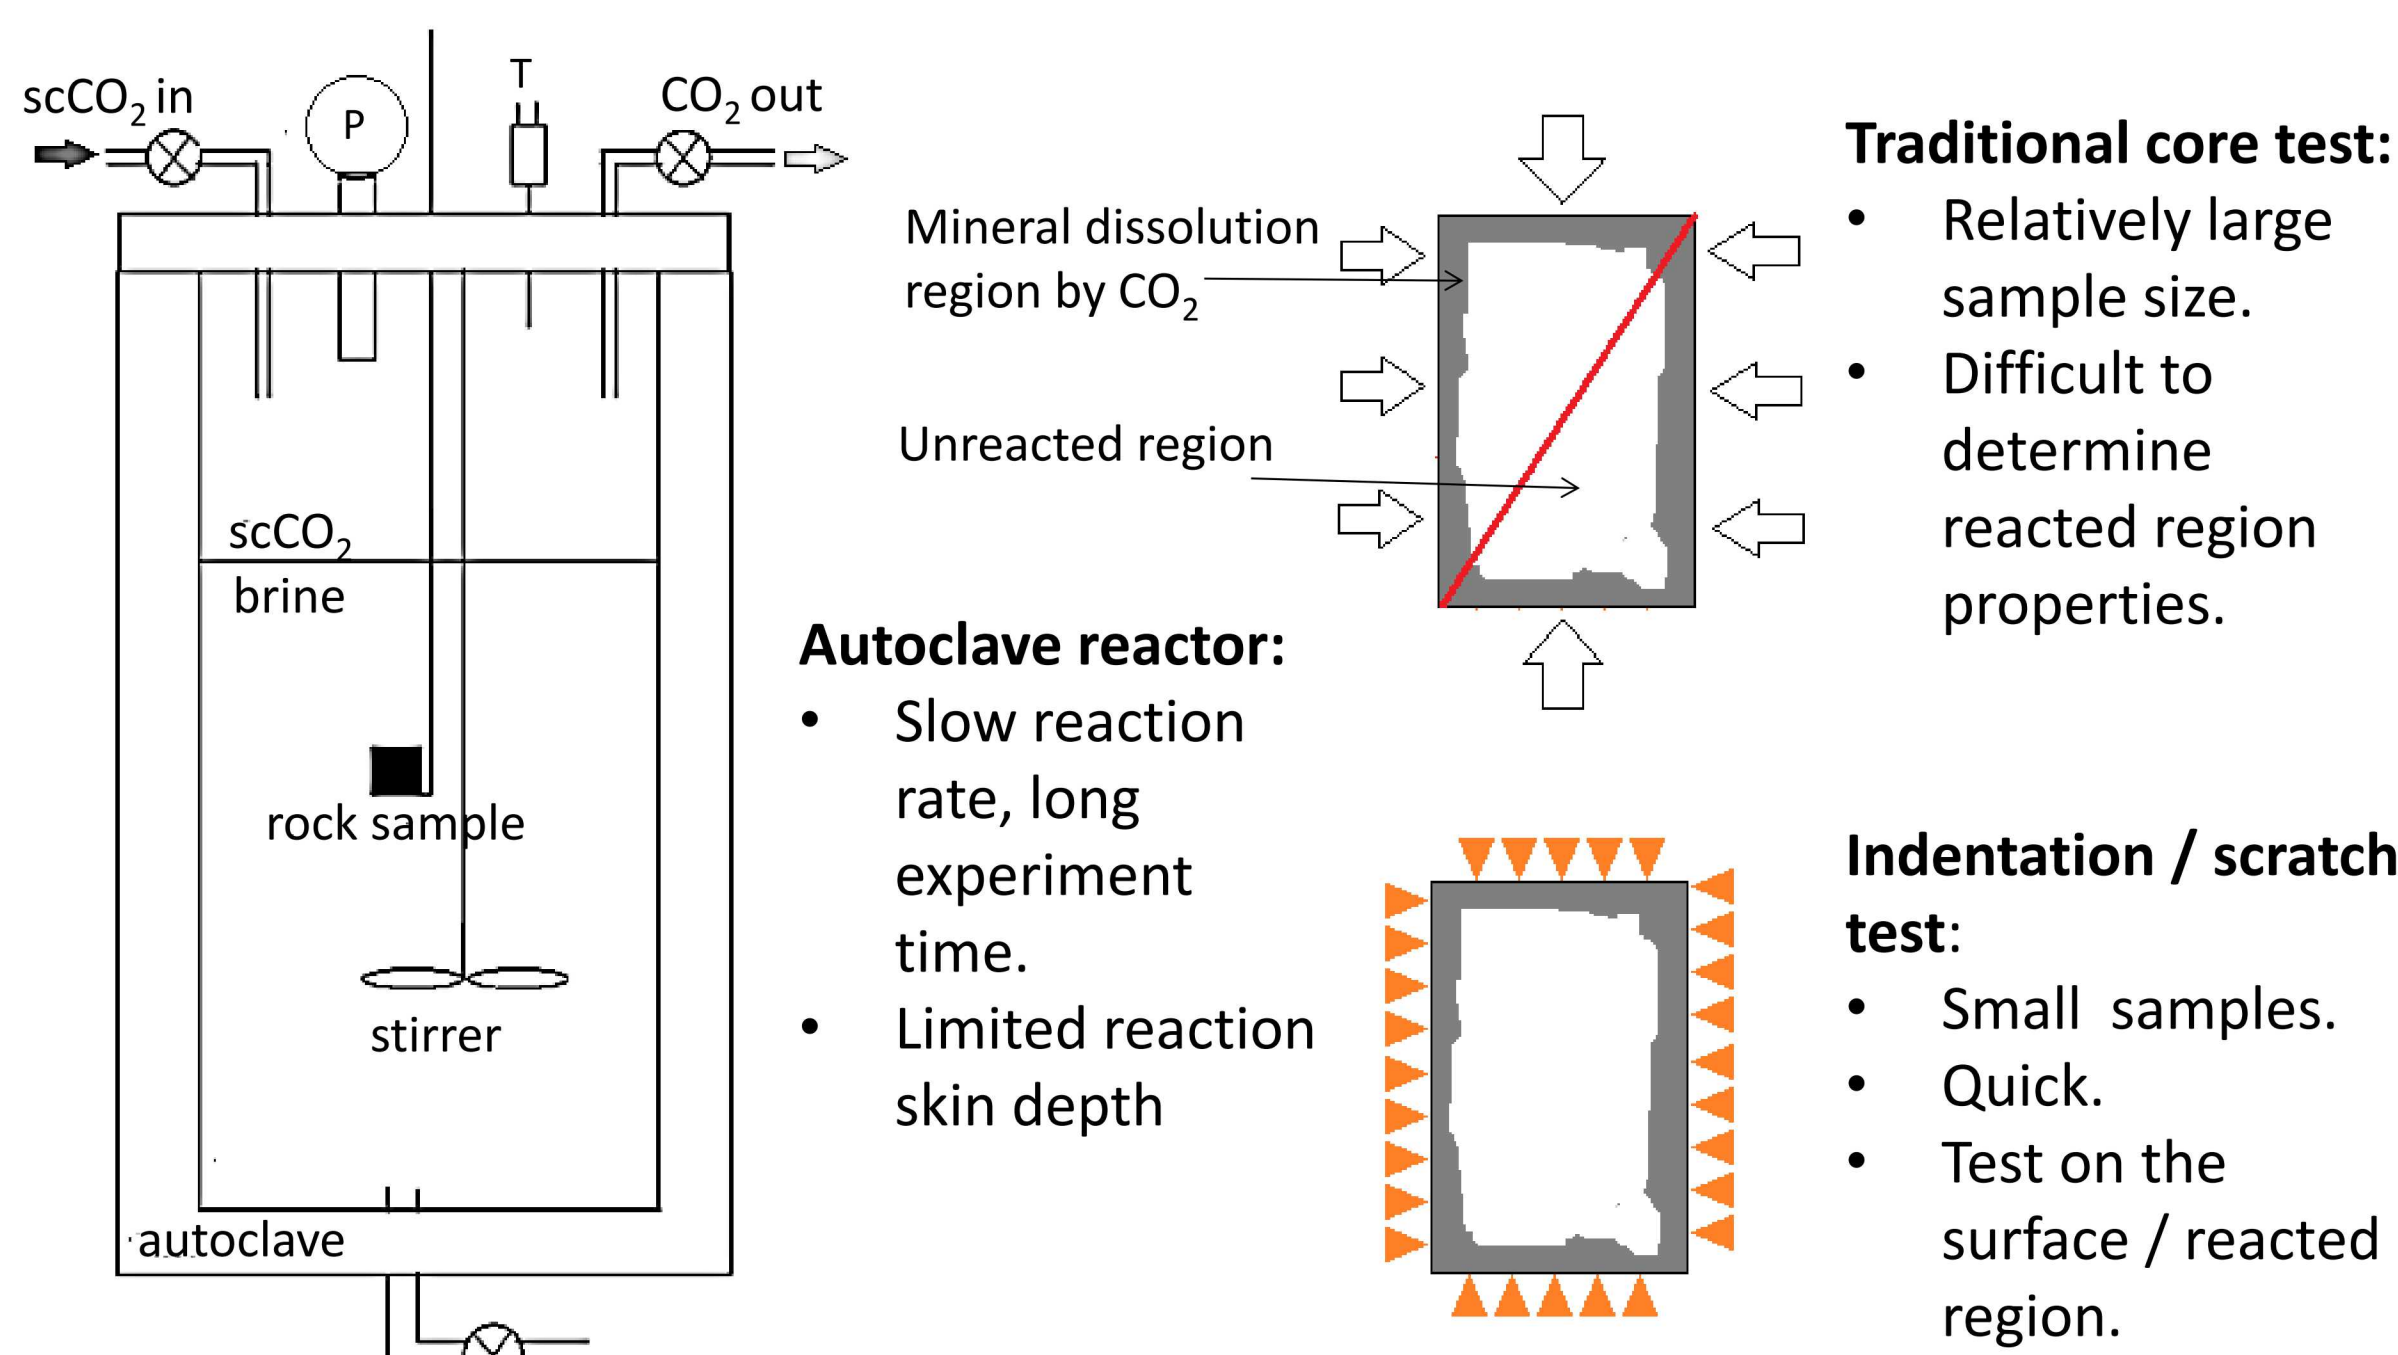 scCO₂ in
P
T
CO₂ out
scCO₂
brine
rock sample
stirrer
autoclave
Mineral dissolution
region by CO₂
Unreacted region
Autoclave reactor:
• Slow reaction
rate, long
experiment
time.
• Limited reaction
skin depth
Traditional core test:
• Relatively large
sample size.
• Difficult to
determine
reacted region
properties.
Indentation / scratch
test:
• Small samples.
• Quick.
• Test on the
surface / reacted
region.